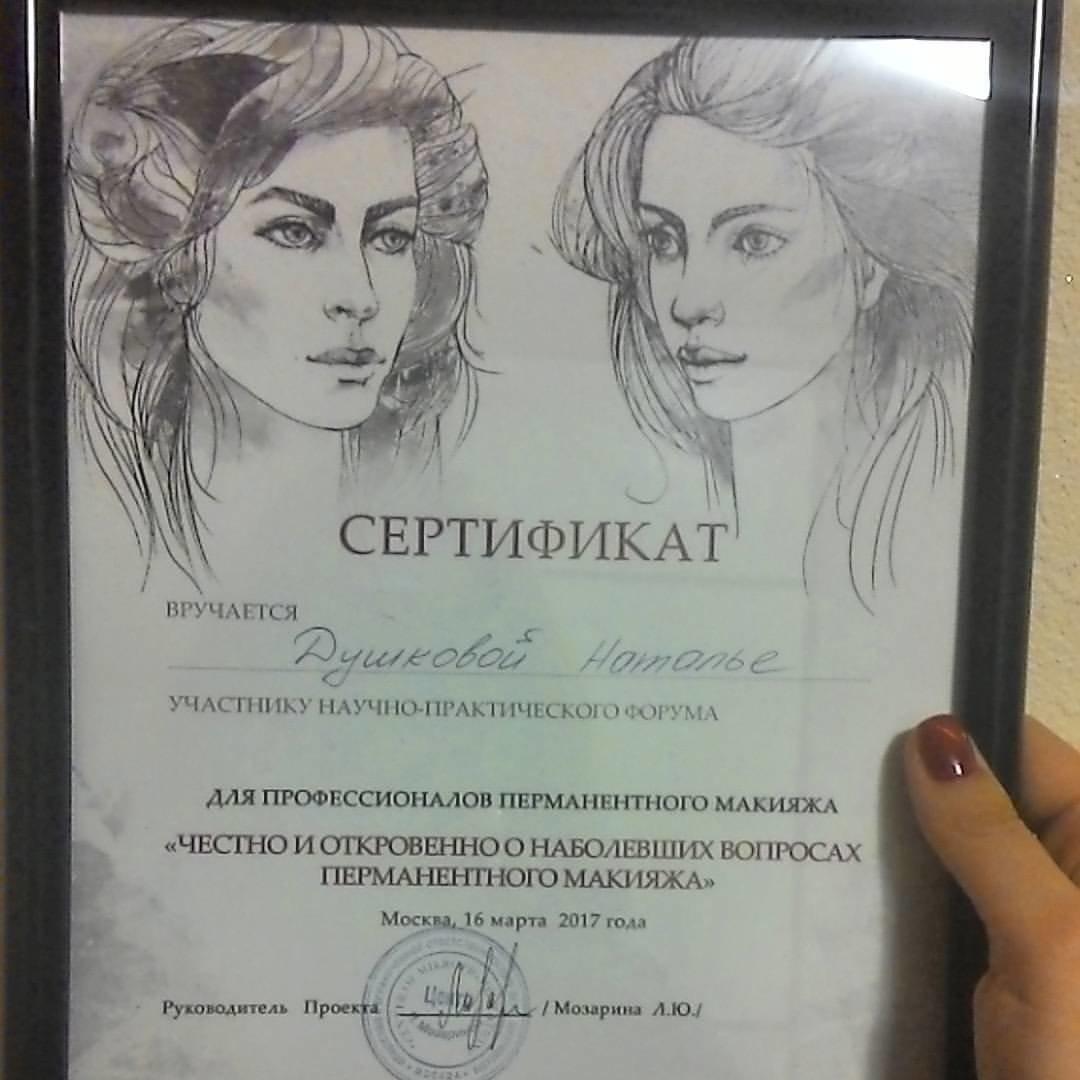 СЕРТИФИКАТ
ВРУЧАЕТСЯ
Душковой Наталье
УЧАСТНИКУ НАУЧНО-ПРАКТИЧЕСКОГО ФОРУМА
ДЛЯ ПРОФЕССИОНАЛОВ ПЕРМАНЕНТНОГО МАКИЯЖА
«ЧЕСТНО И ОТКРОВЕННО О НАБОЛЕВШИХ ВОПРОСАХ
ПЕРМАНЕНТНОГО МАКИЯЖА»
Москва, 16 марта 2017 года
Руководитель Проекта / Мозарина Л.Ю./
МОСКВА